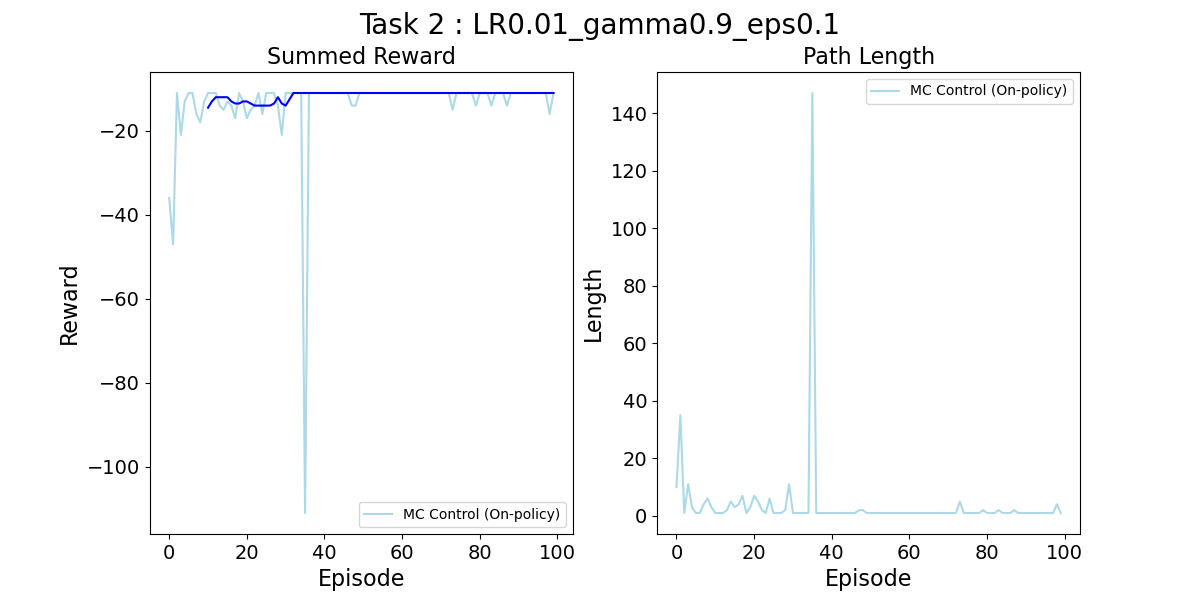 Task 2 : LR0.01_gamma0.9_eps0.1
Summed Reward
−20
−40
−60
−80
−100
Reward
MC Control (On-policy)
0 20 40 60 80 100
Episode
Path Length
MC Control (On-policy)
140
120
100
80
60
40
20
0
Length
0 20 40 60 80 100
Episode